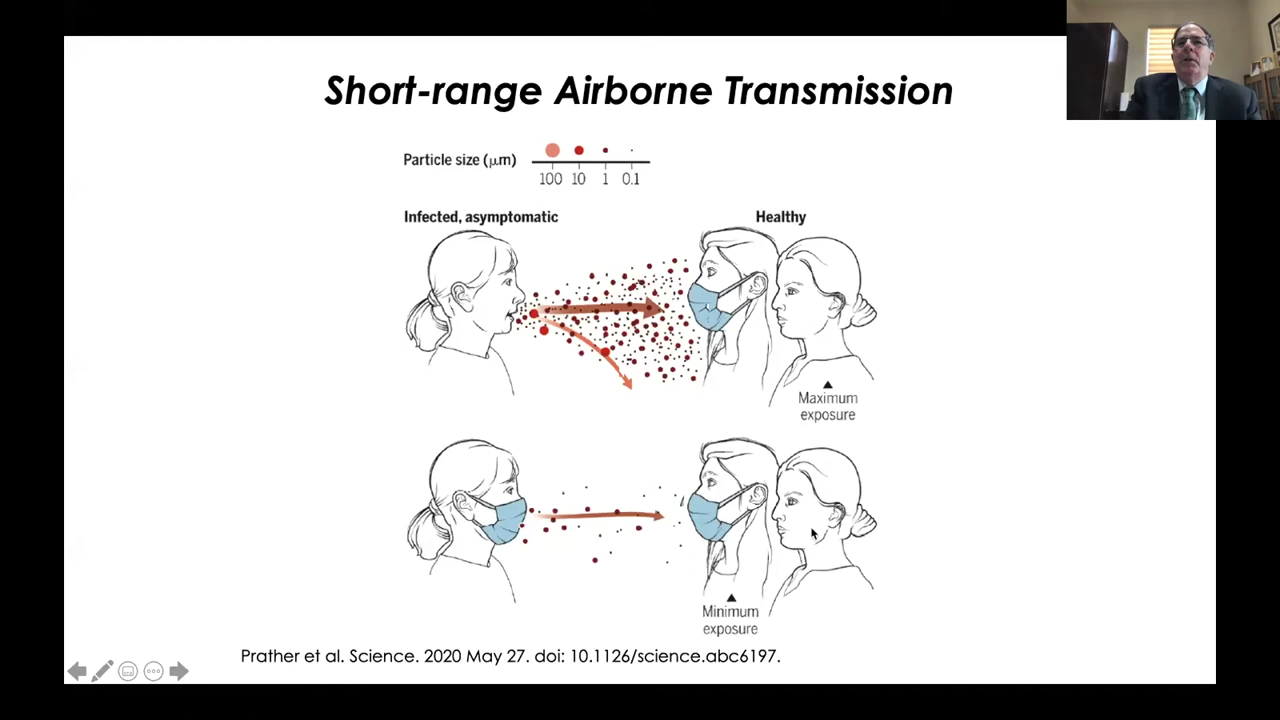 Short-range Airborne Transmission
Particle size (μm)
100 10 1 0.1
Infected, asymptomatic
Healthy
Maximum
exposure
Minimum
exposure
Prather et al. Science. 2020 May 27. doi: 10.1126/science.abc6197.